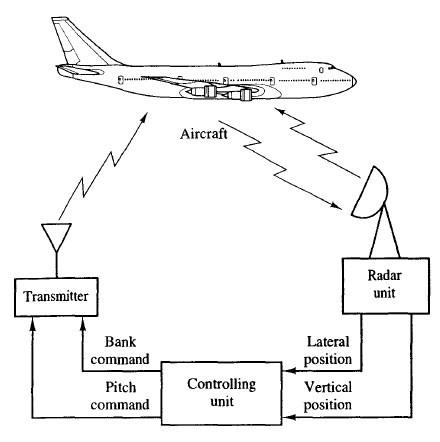 Aircraft
Transmitter
Radar
unit
Bank
command
Lateral
position
Pitch
command
Controlling
unit
Vertical
position